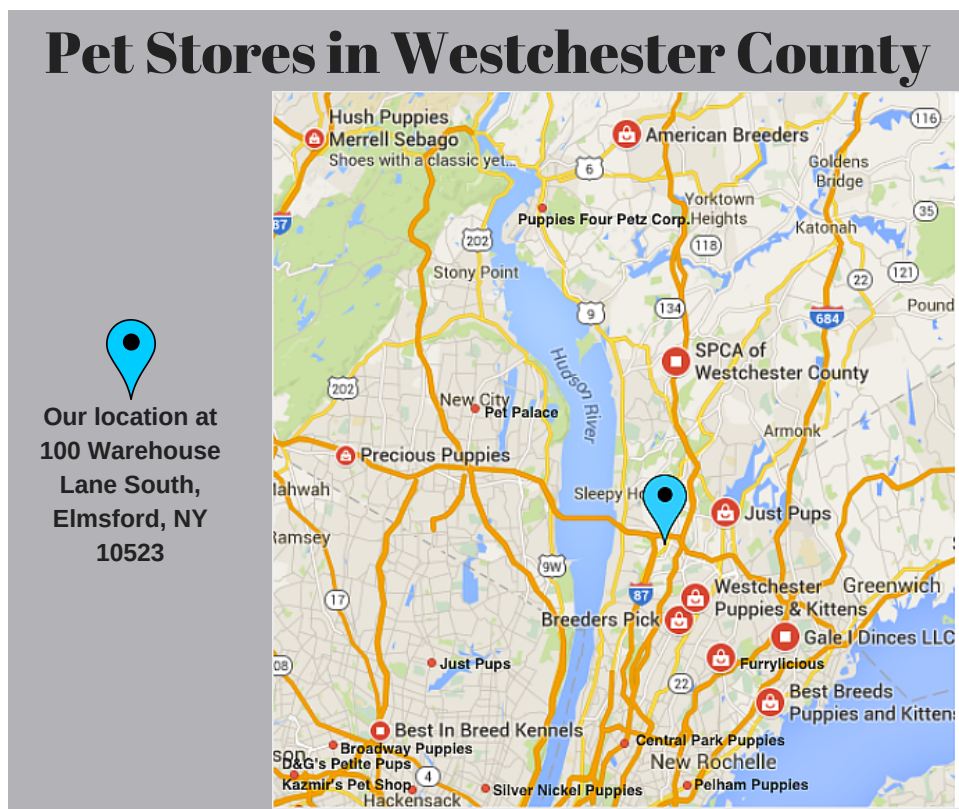 Pet Stores in Westchester County
Our location at
100 Warehouse
Lane South,
Elmsford, NY
10523
Hush Puppies
Merrell Sebago
Shoes with a classic yet...
American Breeders
116
6
Goldens
Bridge
87
Puppies Four Petz Corp.
Yorktown
Heights
35
Katonah
202
118
Stony Point
22
121
9
134
684
Pound
Hudson River
SPCA of
Westchester County
202
New City
Pet Palace
Armonk
Precious Puppies
Mahwah
Sleepy Ho
Just Pups
Ramsey
9W
87
Westchester
Puppies & Kittens
Greenwich
17
Breeders Pick
Gale I Dinces LLC
08
Just Pups
Furrylicious
22
Best Breeds
Puppies and Kittens
Best In Breed Kennels
Broadway Puppies
Central Park Puppies
son
D&G's Petite Pups
New Rochelle
Kazmir's Pet Shop
4
Silver Nickel Puppies
Pelham Puppies
Hackensack